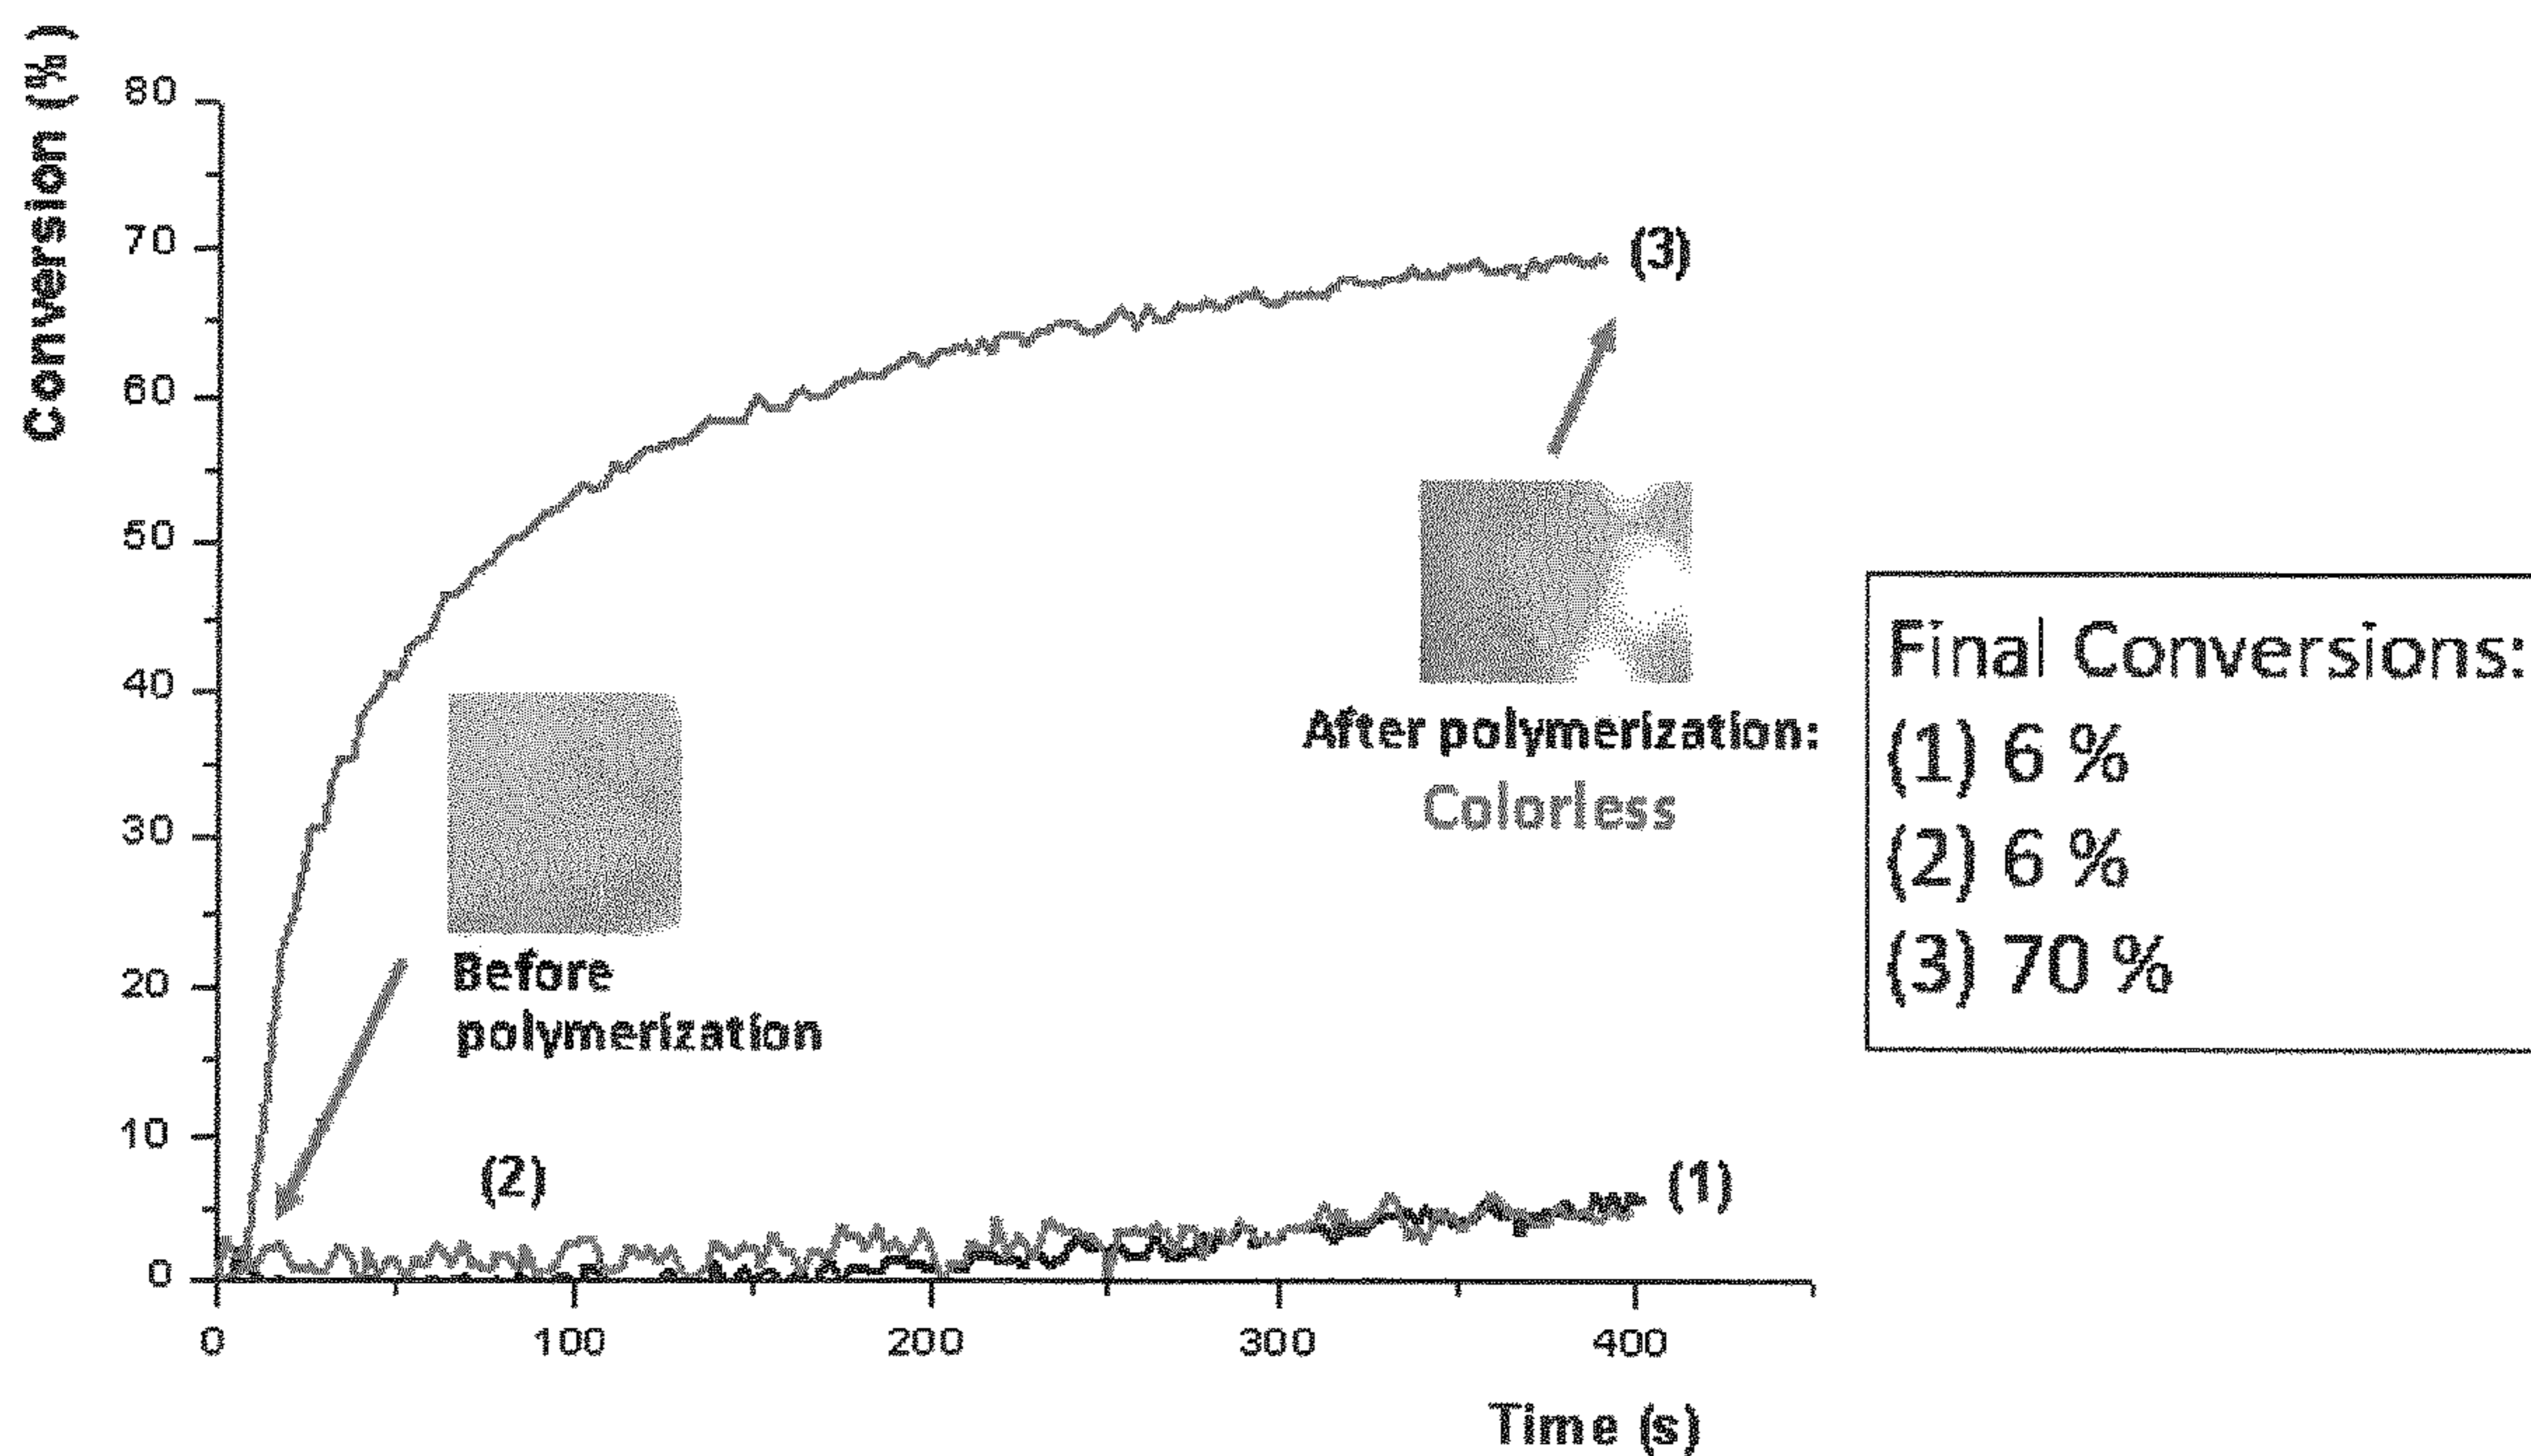 Conversion (%)
80
70
60
50
40
30
20
10
0
0
100
200
300
400
Time (s)
(3)
(2)
(1)
Before
polymerization
After polymerization:
Colorless
Final Conversions:
(1) 6 %
(2) 6 %
(3) 70 %